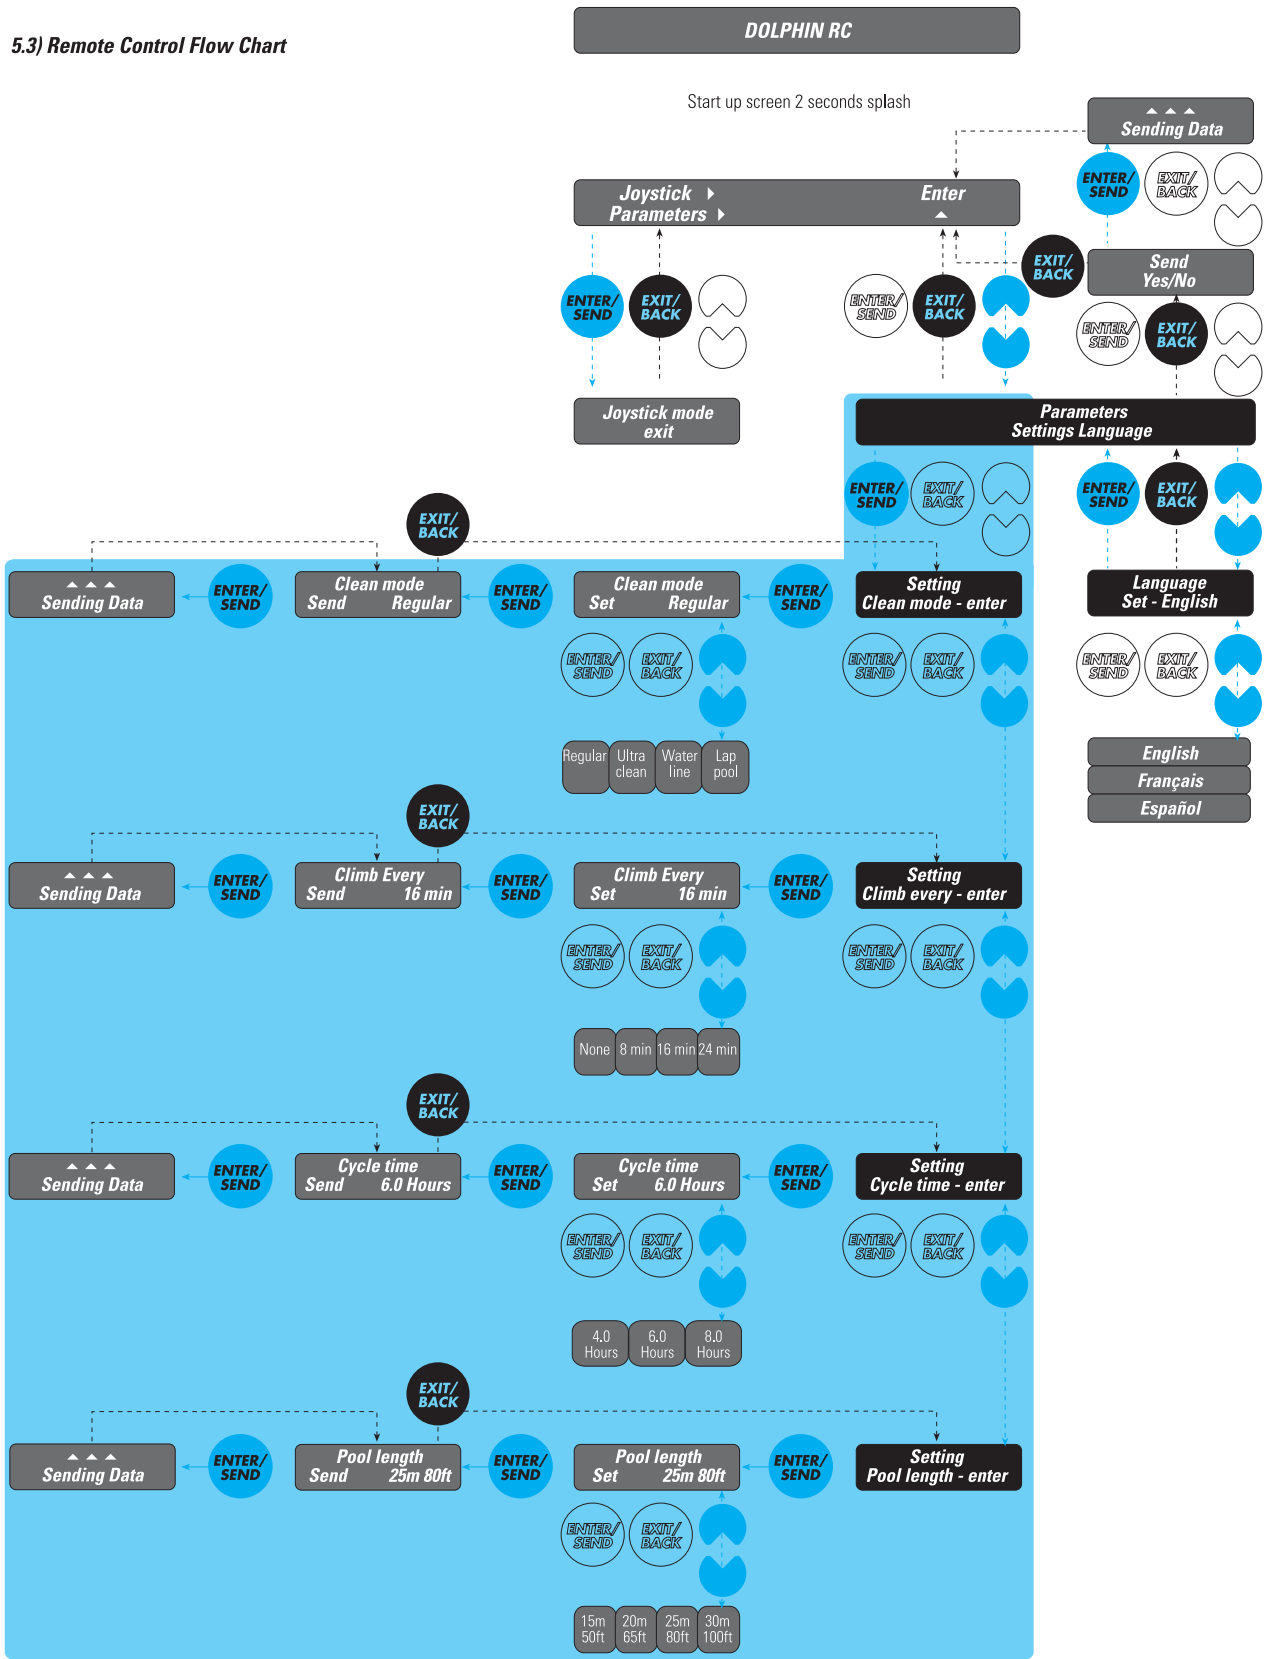 5.3) Remote Control Flow Chart
DOLPHIN RC
Start up screen 2 seconds splash
Sending Data
ENTER/
SEND
EXIT/
BACK
Joystick
Parameters
Enter
EXIT/
BACK
Send
Yes/No
ENTER/
SEND
EXIT/
BACK
ENTER/
SEND
EXIT/
BACK
ENTER/
SEND
EXIT/
BACK
Joystick mode
exit
Parameters
Settings Language
ENTER/
SEND
EXIT/
BACK
ENTER/
SEND
EXIT/
BACK
EXIT/
BACK
Sending Data
ENTER/
SEND
Clean mode
Send Regular
ENTER/
SEND
Clean mode
Set Regular
ENTER/
SEND
Setting
Clean mode - enter
Language
Set - English
ENTER/
SEND
EXIT/
BACK
ENTER/
SEND
EXIT/
BACK
ENTER/
SEND
EXIT/
BACK
Regular
Ultra
clean
Water
line
Lap
pool
English
Français
Español
EXIT/
BACK
Sending Data
ENTER/
SEND
Climb Every
Send 16 min
ENTER/
SEND
Climb Every
Set 16 min
ENTER/
SEND
Setting
Climb every - enter
ENTER/
SEND
EXIT/
BACK
ENTER/
SEND
EXIT/
BACK
None
8 min
16 min
24 min
EXIT/
BACK
Sending Data
ENTER/
SEND
Cycle time
Send 6.0 Hours
ENTER/
SEND
Cycle time
Set 6.0 Hours
ENTER/
SEND
Setting
Cycle time - enter
ENTER/
SEND
EXIT/
BACK
ENTER/
SEND
EXIT/
BACK
4.0
Hours
6.0
Hours
8.0
Hours
EXIT/
BACK
Sending Data
ENTER/
SEND
Pool length
Send 25m 80ft
ENTER/
SEND
Pool length
Set 25m 80ft
ENTER/
SEND
Setting
Pool length - enter
ENTER/
SEND
EXIT/
BACK
15m
50ft
20m
65ft
25m
80ft
30m
100ft